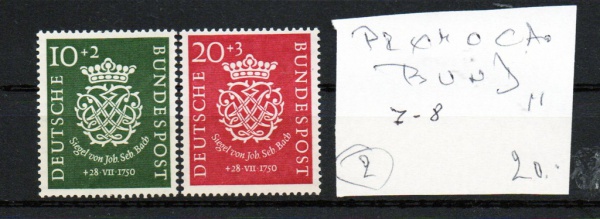 10+2
DEUTSCHE
BUNDESPOST
Siegel von Joh. Seb. Bach
+28·VII·1750
20+3
DEUTSCHE
BUNDESPOST
Siegel von Joh. Seb. Bach
+28·VII·1750
BUND
7-8
2
20.-